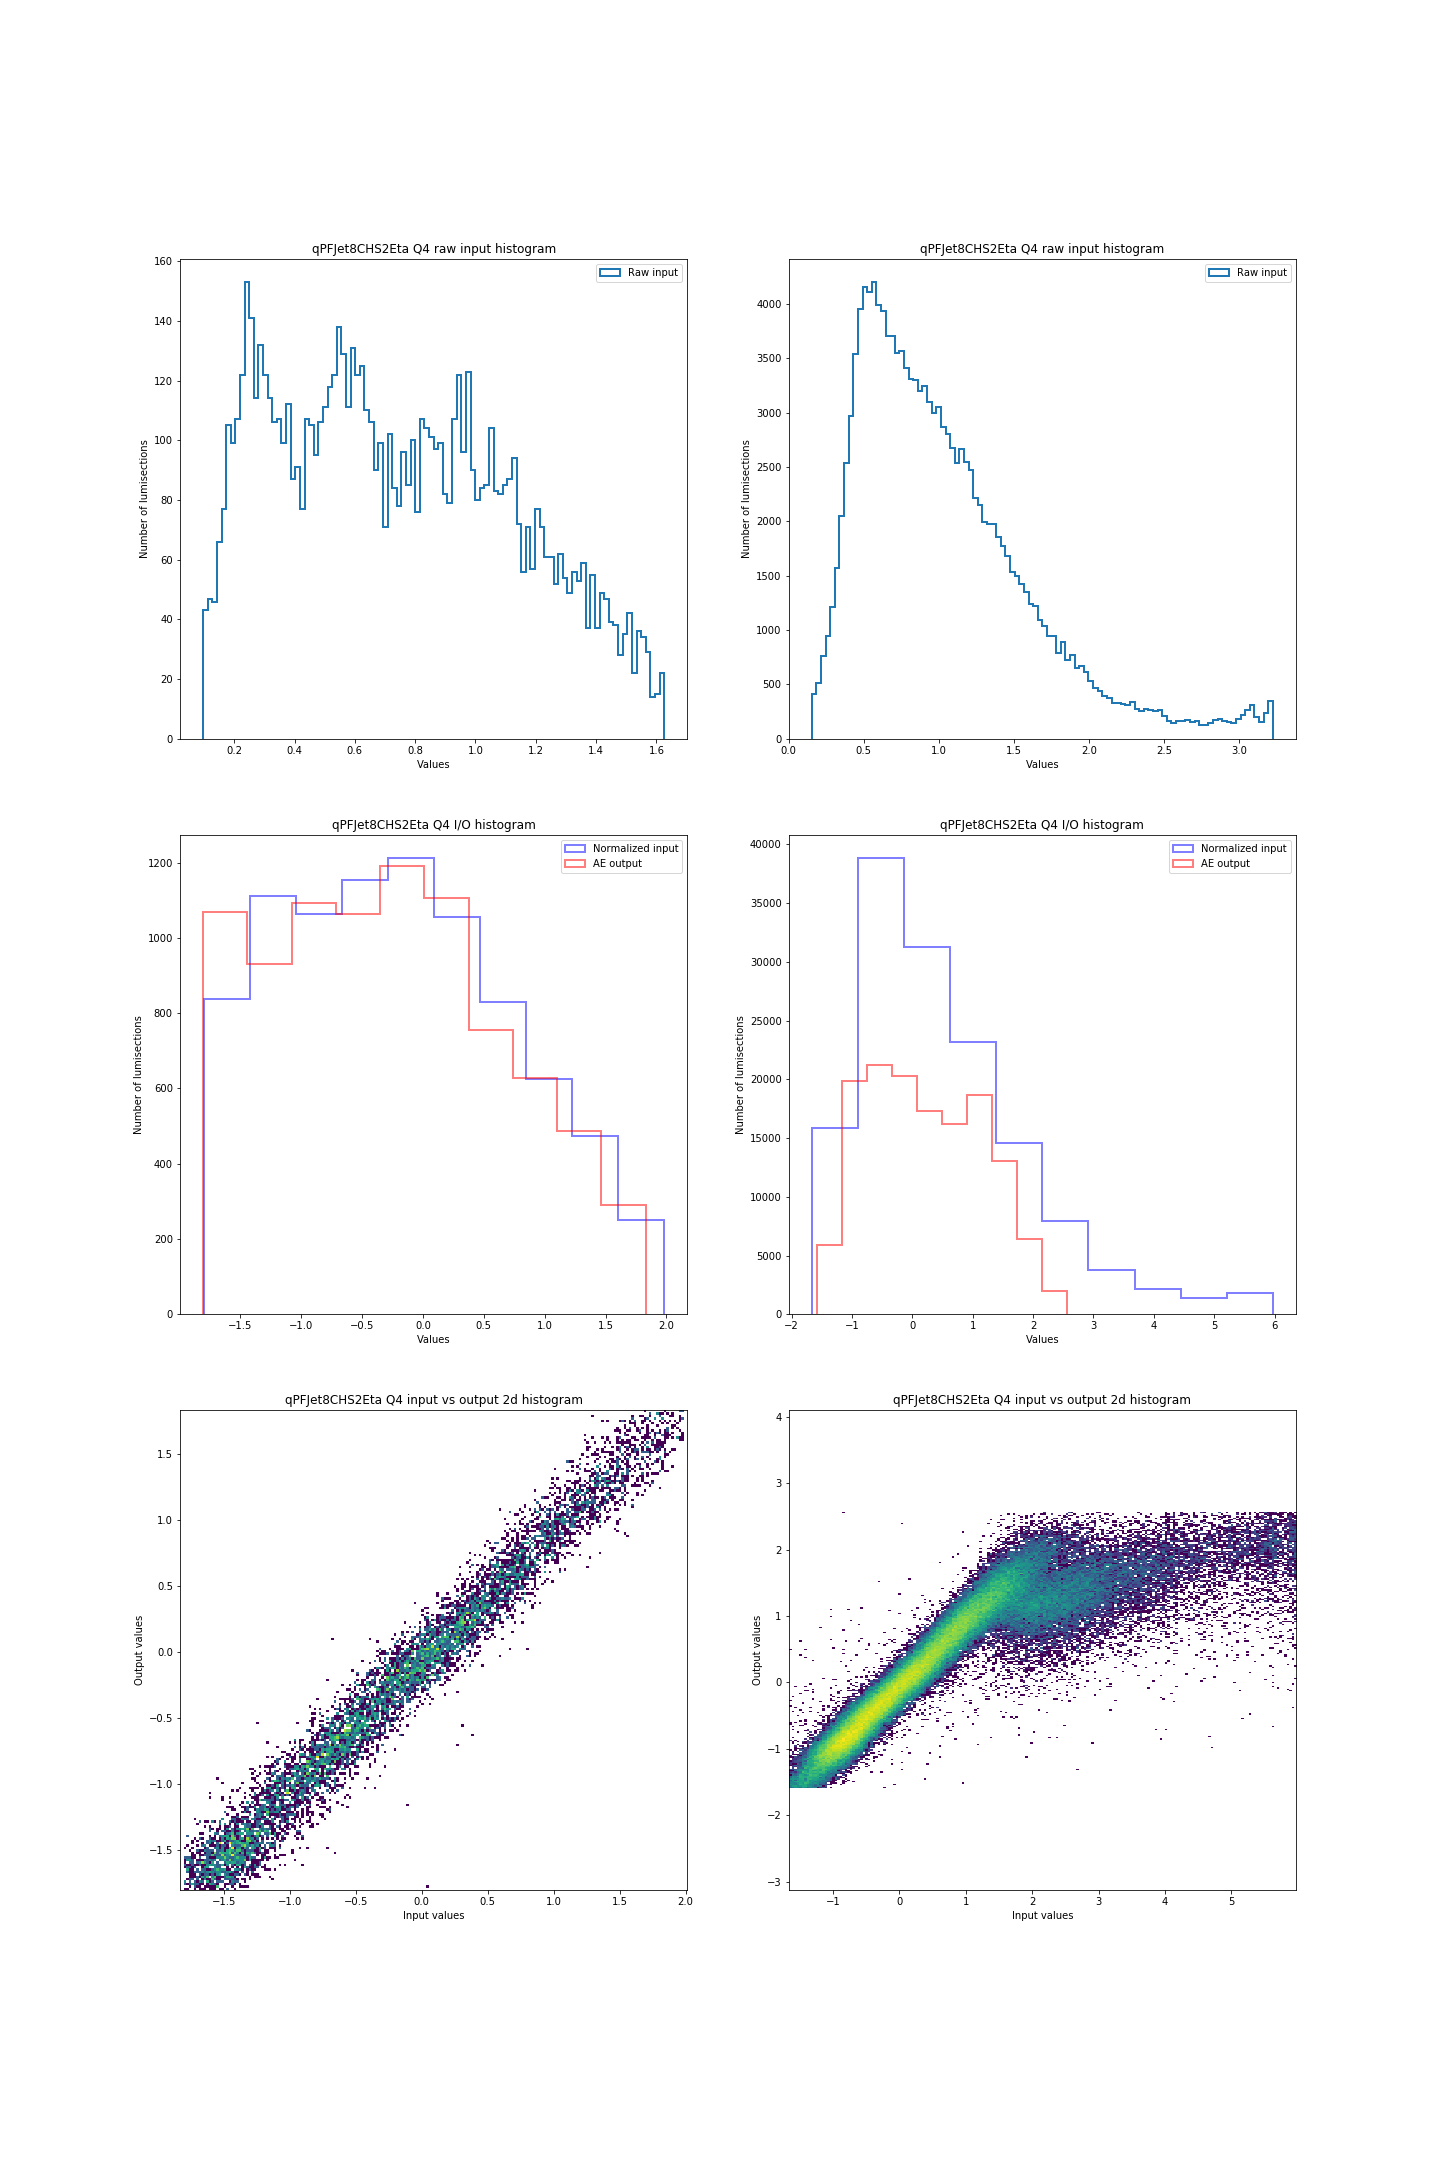 qPFJet8CHS2Eta Q4 raw input histogram
Raw input
160
140
120
100
80
60
40
20
0
Number of lumisections
0.2 0.4 0.6 0.8 1.0 1.2 1.4 1.6
Values
qPFJet8CHS2Eta Q4 raw input histogram
Raw input
4000
3500
3000
2500
2000
1500
1000
500
0
Number of lumisections
0.0 0.5 1.0 1.5 2.0 2.5 3.0
Values
qPFJet8CHS2Eta Q4 I/O histogram
Normalized input
AE output
1200
1000
800
600
400
200
0
Number of lumisections
−1.5 −1.0 −0.5 0.0 0.5 1.0 1.5 2.0
Values
qPFJet8CHS2Eta Q4 I/O histogram
Normalized input
AE output
40000
35000
30000
25000
20000
15000
10000
5000
0
Number of lumisections
−2 −1 0 1 2 3 4 5 6
Values
qPFJet8CHS2Eta Q4 input vs output 2d histogram
1.5
1.0
0.5
0.0
−0.5
−1.0
−1.5
Output values
−1.5 −1.0 −0.5 0.0 0.5 1.0 1.5 2.0
Input values
qPFJet8CHS2Eta Q4 input vs output 2d histogram
4
3
2
1
0
−1
−2
−3
Output values
−1 0 1 2 3 4 5
Input values